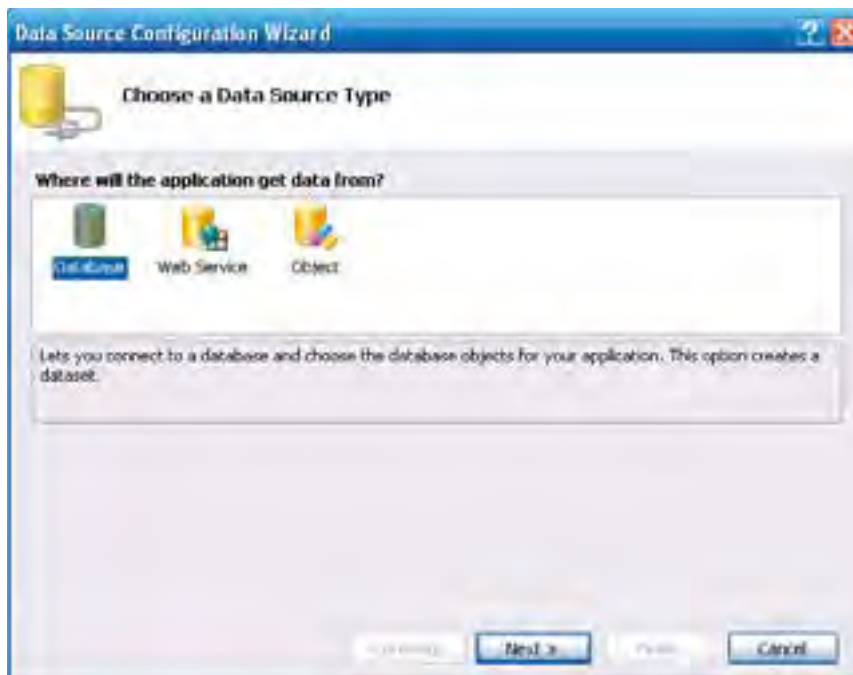 Data Source Configuration Wizard
Choose a Data Source Type
Where will the application get data from?
Database Web Service Object
Lets you connect to a database and choose the database objects for your application. This option creates a
dataset.
Next > Cancel